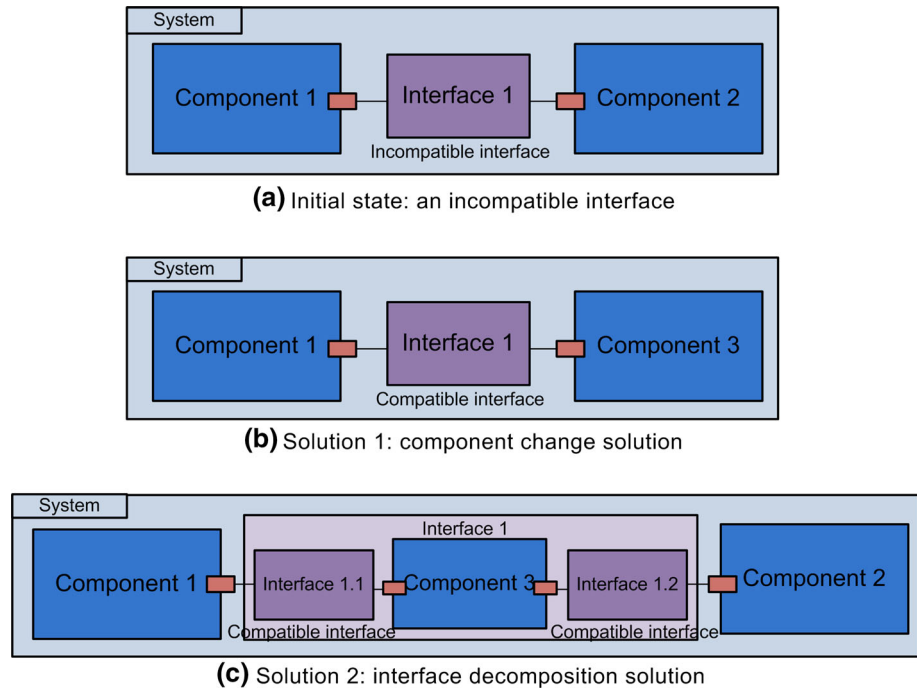 System
Component 1
Interface 1
Component 2
Incompatible interface
(a) Initial state: an incompatible interface
System
Component 1
Interface 1
Component 3
Compatible interface
(b) Solution 1: component change solution
System
Interface 1
Component 1
Interface 1.1
Component 3
Interface 1.2
Component 2
Compatible interface
Compatible interface
(c) Solution 2: interface decomposition solution